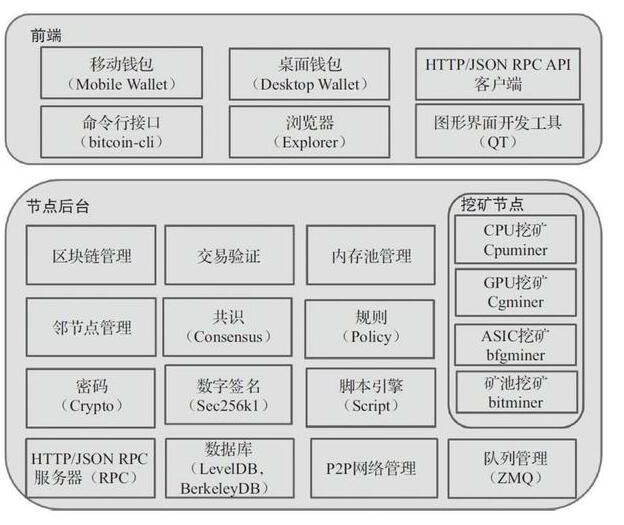 前端
移动钱包
（Mobile Wallet）
桌面钱包
（Desktop Wallet）
HTTP/JSON RPC API
客户端
命令行接口
（bitcoin-cli）
浏览器
（Explorer）
图形界面开发工具
（QT）
节点后台
挖矿节点
区块链管理
交易验证
内存池管理
CPU挖矿
Cpuminer
GPU挖矿
Cgminer
邻节点管理
共识
（Consensus）
规则
（Policy）
ASIC挖矿
bfgminer
密码
（Crypto）
数字签名
（Sec256k1）
脚本引擎
（Script）
矿池挖矿
bitminer
HTTP/JSON RPC
服务器（RPC）
数据库
（LevelDB，
BerkeleyDB）
P2P网络管理
队列管理
（ZMQ）